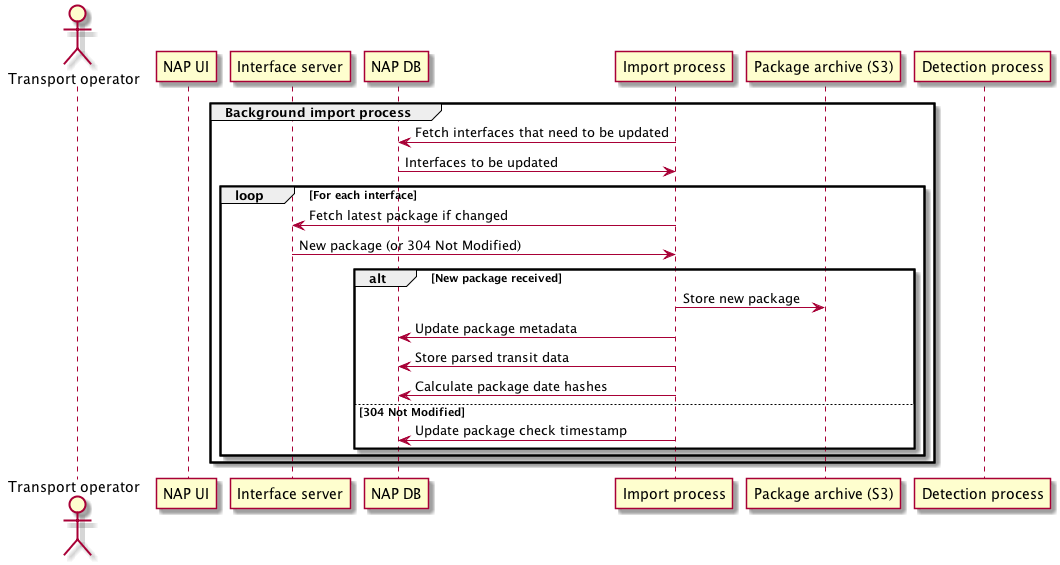 Transport operator
NAP UI
Interface server
NAP DB
Import process
Package archive (S3)
Detection process
Background import process
Fetch interfaces that need to be updated
Interfaces to be updated
loop
[For each interface]
Fetch latest package if changed
New package (or 304 Not Modified)
alt
[New package received]
Store new package
Update package metadata
Store parsed transit data
Calculate package date hashes
[304 Not Modified]
Update package check timestamp
Transport operator
NAP UI
Interface server
NAP DB
Import process
Package archive (S3)
Detection process